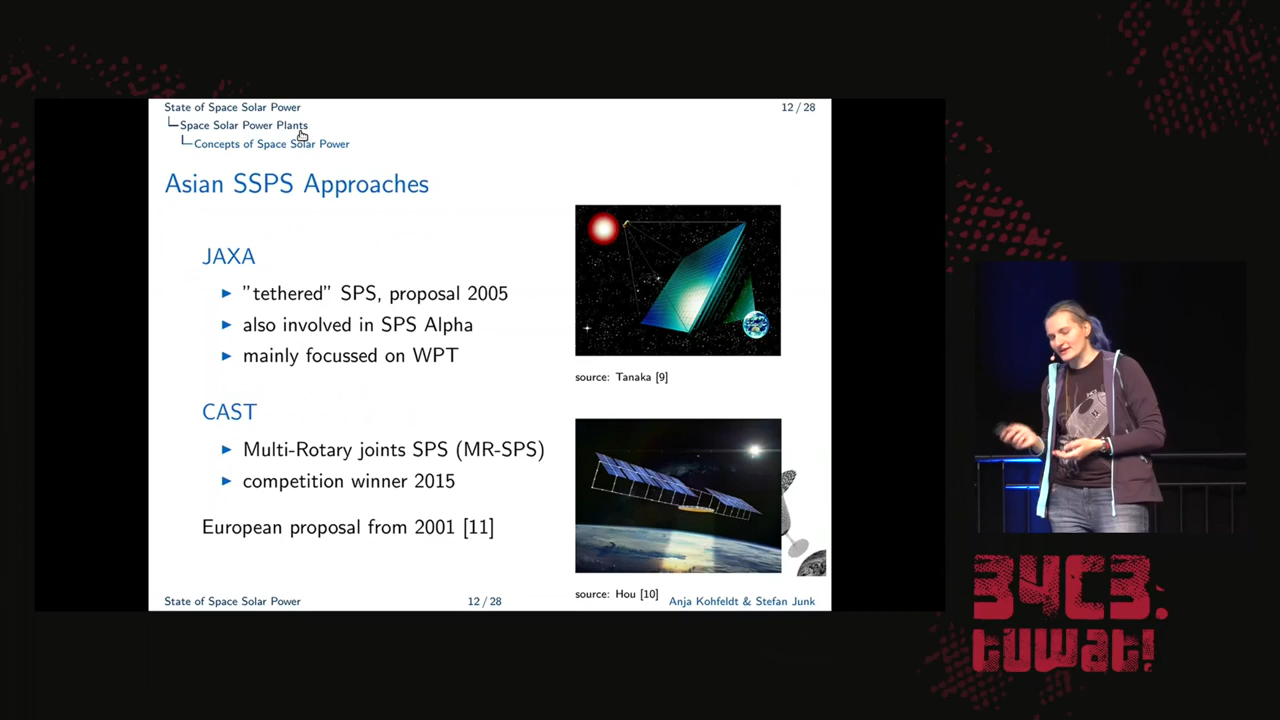 State of Space Solar Power
12 / 28
Space Solar Power Plants
Concepts of Space Solar Power
Asian SSPS Approaches
JAXA
"tethered" SPS, proposal 2005
also involved in SPS Alpha
mainly focussed on WPT
source: Tanaka [9]
CAST
Multi-Rotary joints SPS (MR-SPS)
competition winner 2015
European proposal from 2001 [11]
source: Hou [10]
State of Space Solar Power
12 / 28
Anja Kohfeldt & Stefan Junk
34C3.
tuwat!